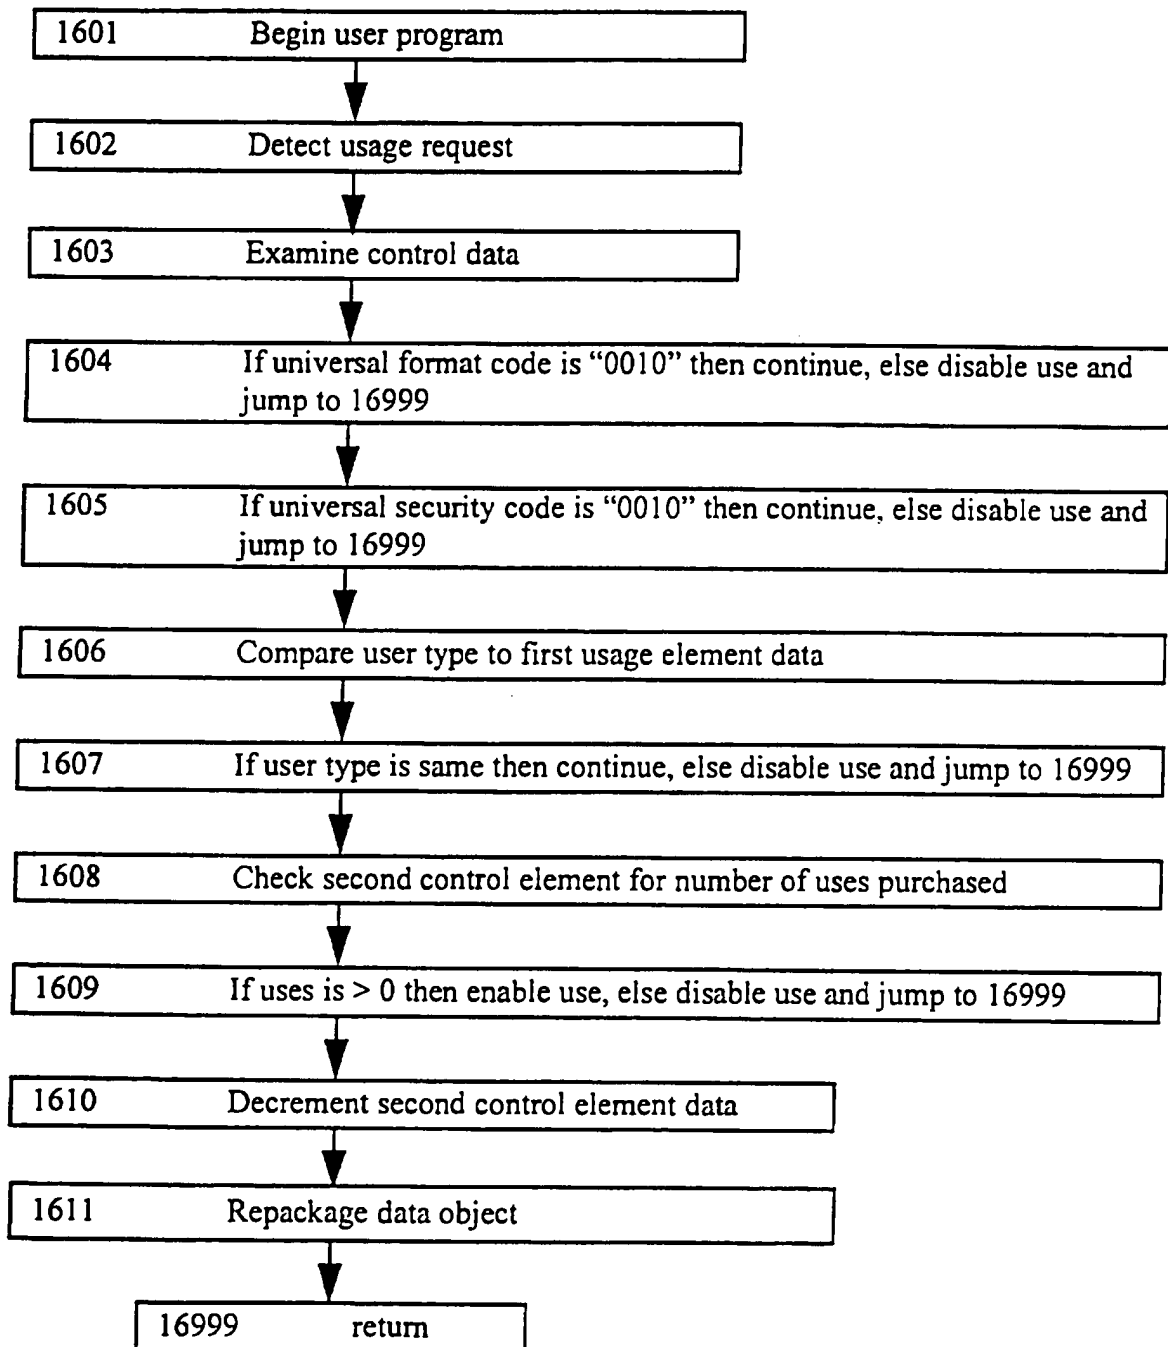 1601 Begin user program
1602 Detect usage request
1603 Examine control data
1604 If universal format code is “0010” then continue, else disable use and
jump to 16999
1605 If universal security code is “0010” then continue, else disable use and
jump to 16999
1606 Compare user type to first usage element data
1607 If user type is same then continue, else disable use and jump to 16999
1608 Check second control element for number of uses purchased
1609 If uses is > 0 then enable use, else disable use and jump to 16999
1610 Decrement second control element data
1611 Repackage data object
16999 return